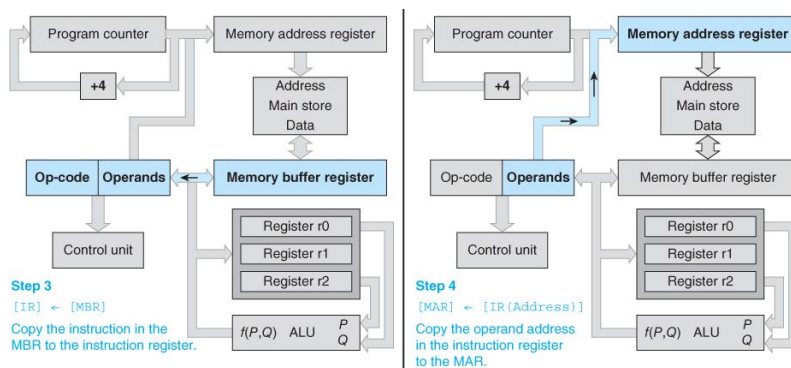 Program counter
Memory address register
+4
Address
Main store
Data
Op-code
Operands
Memory buffer register
Control unit
Register r0
Register r1
Register r2
f(P,Q) ALU
P
Q
Step 3
[IR] ← [MBR]
Copy the instruction in the
MBR to the instruction register.
Program counter
Memory address register
+4
Address
Main store
Data
Op-code
Operands
Memory buffer register
Control unit
Register r0
Register r1
Register r2
f(P,Q) ALU
P
Q
Step 4
[MAR] ← [IR(Address)]
Copy the operand address
in the instruction register
to the MAR.